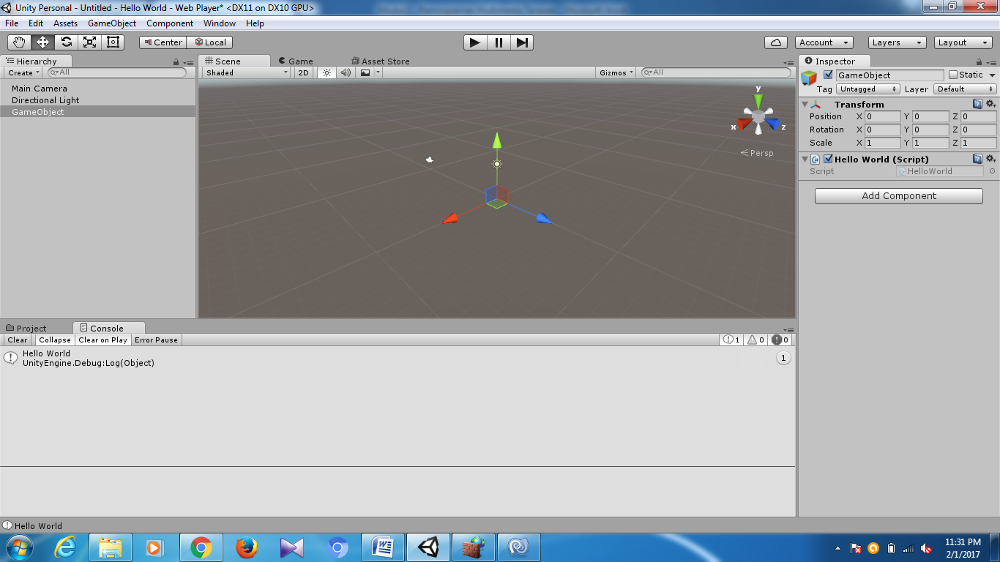 Unity Personal - Untitled - Hello World - Web Player* <DX11 on DX10 GPU>
File Edit Assets GameObject Component Window Help
Center Local Account Layers Layout
Hierarchy
Create All
Main Camera
Directional Light
GameObject
Scene Game Asset Store
Shaded 2D Gizmos All
y
x z
Persp
Inspector
GameObject Static
Tag Untagged Layer Default
Transform
Position X 0 Y 0 Z 0
Rotation X 0 Y 0 Z 0
Scale X 1 Y 1 Z 1
Hello World (Script)
Script HelloWorld
Add Component
Project Console
Clear Collapse Clear on Play Error Pause 1 0 0
Hello World
UnityEngine.Debug:Log(Object) 1
Hello World
11:31 PM
2/1/2017